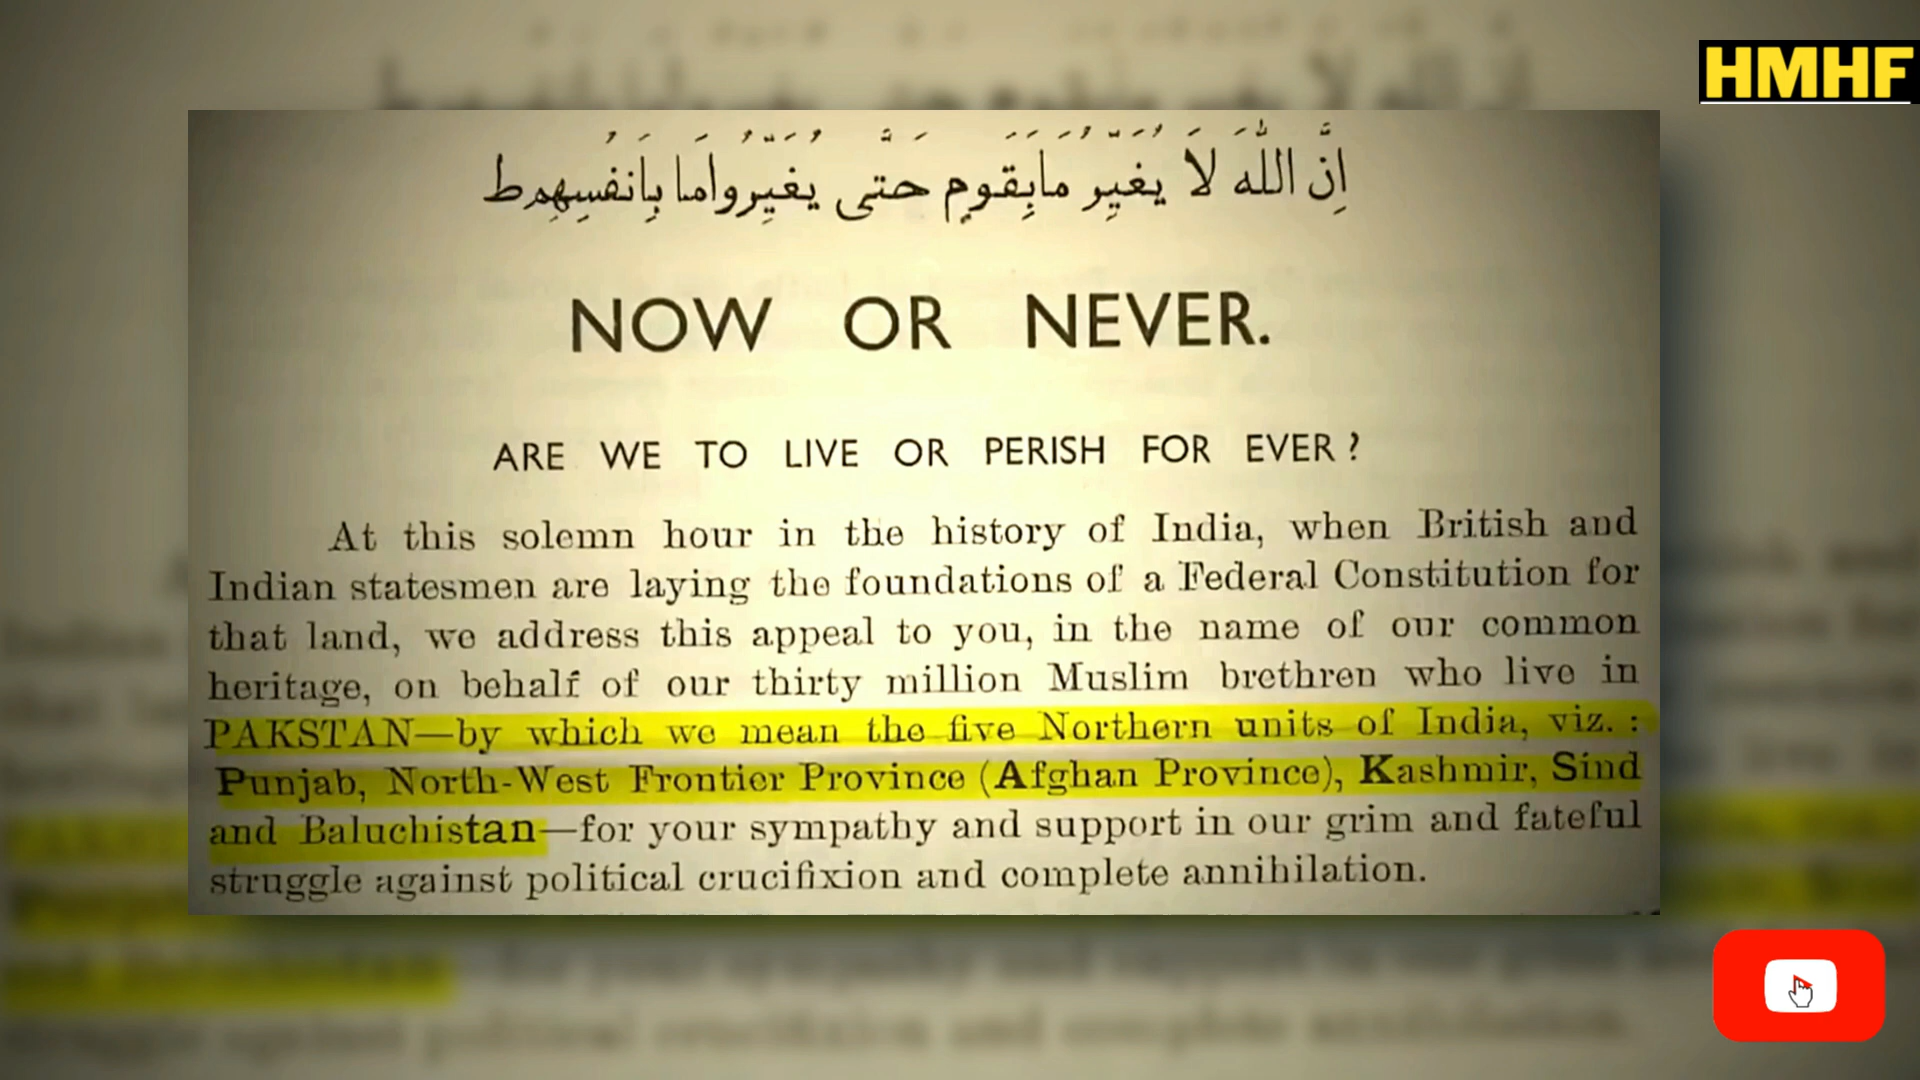 HMHF
اِنَّ اللّٰهَ لَا يُغَيِّرُ مَابِقَومٍ حَتّٰى يُغَيِّرُوامَا بِاَنفُسِهِمط
NOW OR NEVER.
ARE WE TO LIVE OR PERISH FOR EVER ?
At this solemn hour in the history of India, when British and
Indian statesmen are laying the foundations of a Federal Constitution for
that land, we address this appeal to you, in the name of our common
heritage, on behalf of our thirty million Muslim brethren who live in
PAKSTAN—by which we mean the five Northern units of India, viz. :
Punjab, North-West Frontier Province (Afghan Province), Kashmir, Sind
and Baluchistan—for your sympathy and support in our grim and fateful
struggle against political crucifixion and complete annihilation.